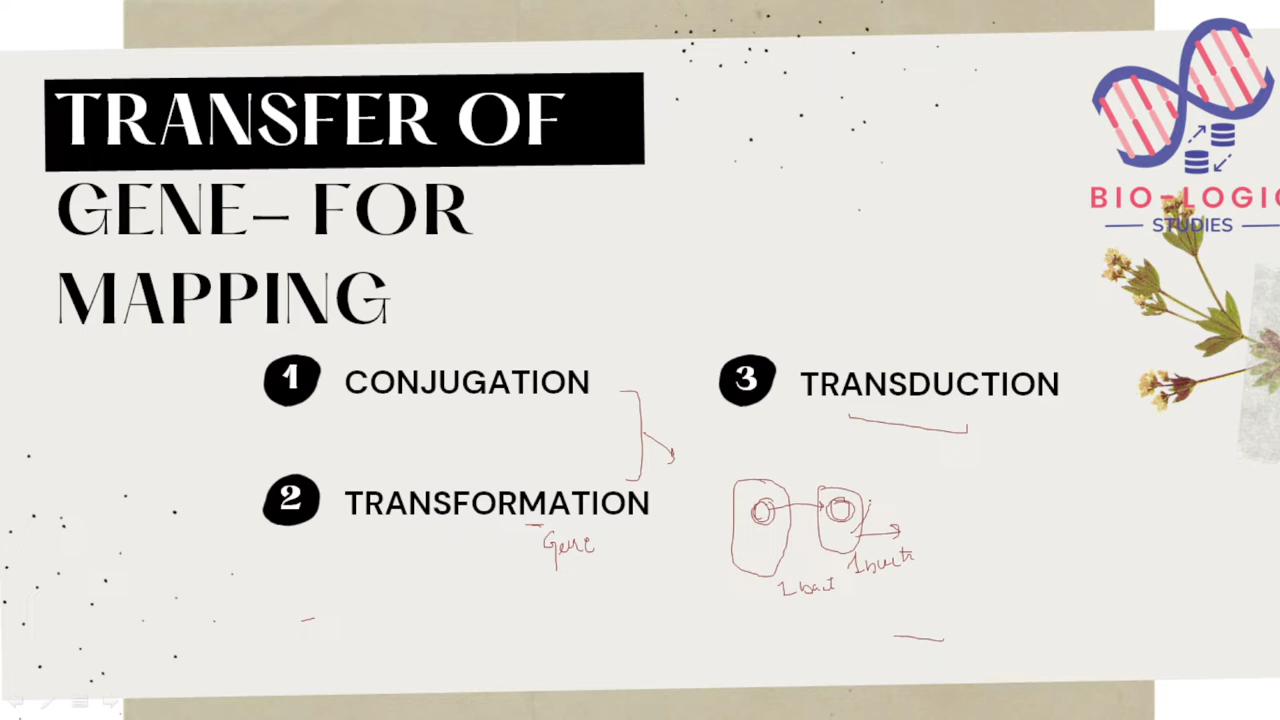 TRANSFER OF
GENE- FOR
MAPPING
BIO-LOGIC
STUDIES
1 CONJUGATION
3 TRANSDUCTION
2 TRANSFORMATION
Gene